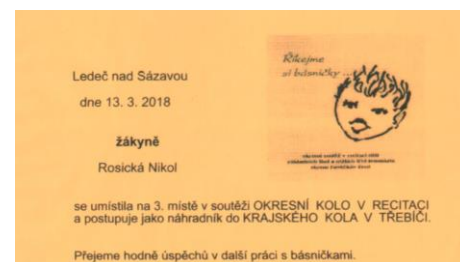 Říkejme
si básničky ...
Ledeč nad Sázavou
dne 13. 3. 2018
žákyně
Rosická Nikol
se umístila na 3. místě v soutěži OKRESNÍ KOLO V RECITACI
a postupuje jako náhradník do KRAJSKÉHO KOLA V TŘEBÍČI.
Přejeme hodně úspěchů v další práci s básničkami.